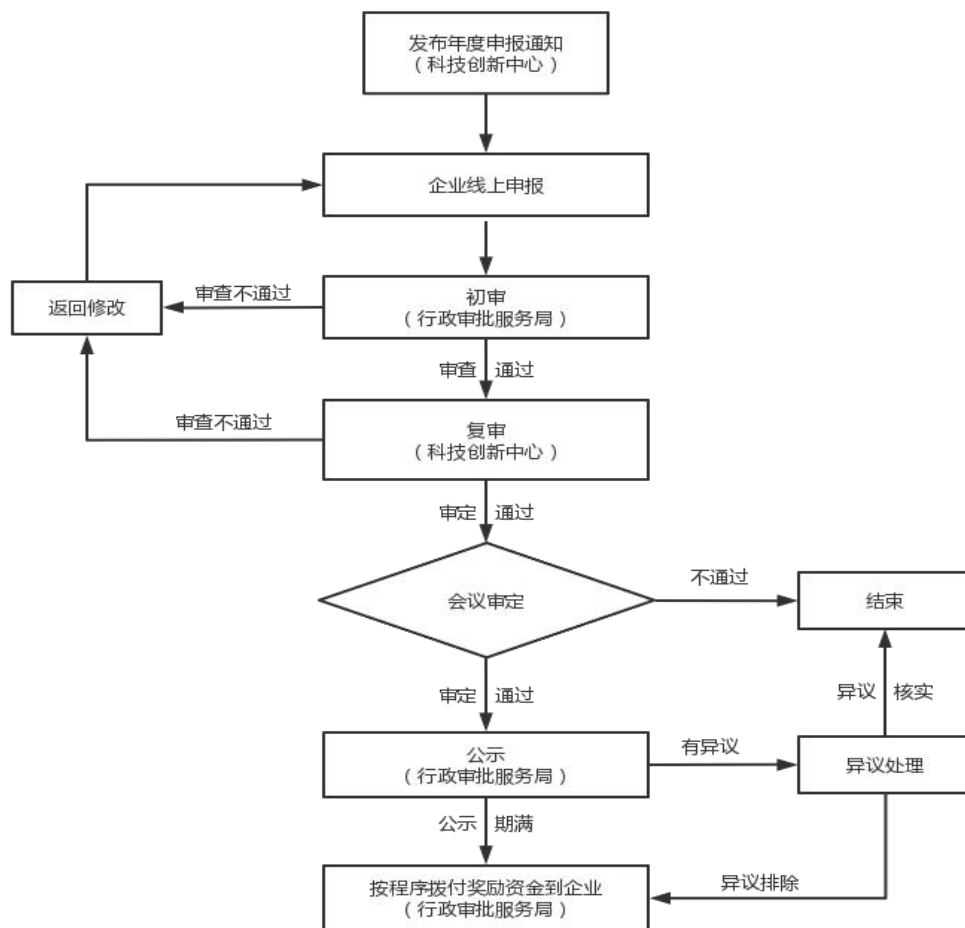 发布年度申报通知
（科技创新中心）
企业线上申报
返回修改
审查不通过
初审
（行政审批服务局）
审查 通过
审查不通过
复审
（科技创新中心）
审定 通过
会议审定
不通过
结束
审定 通过
异议 核实
公示
（行政审批服务局）
有异议
异议处理
公示 期满
按程序拨付奖励资金到企业
（行政审批服务局）
异议排除